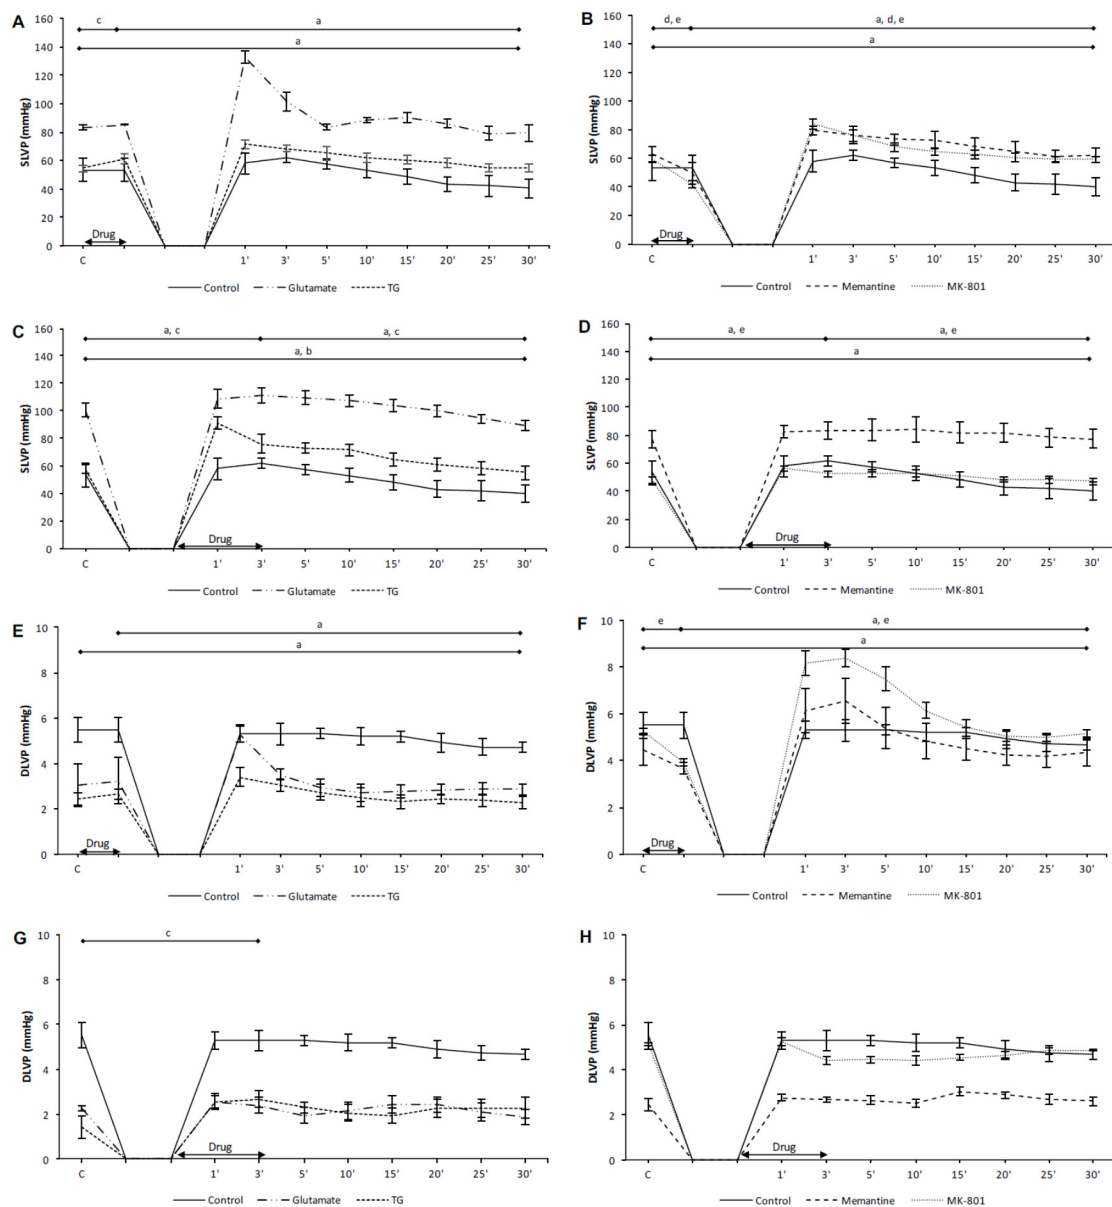 A
c a
a
160
140
120
100
80
60
40
20
0
SLVP (mmHg)
Drug
C 1' 3' 5' 10' 15' 20' 25' 30'
Control Glutamate TG
B
d, e a, d, e
a
160
140
120
100
80
60
40
20
0
SLVP (mmHg)
Drug
C 1' 3' 5' 10' 15' 20' 25' 30'
Control Memantine MK-801
C
a, c a, c
a, b
160
140
120
100
80
60
40
20
0
SLVP (mmHg)
Drug
C 1' 3' 5' 10' 15' 20' 25' 30'
Control Glutamate TG
D
a, e a, e
a
160
140
120
100
80
60
40
20
0
SLVP (mmHg)
Drug
C 1' 3' 5' 10' 15' 20' 25' 30'
Control Memantine MK-801
E
a
a
10
8
6
4
2
0
DLVP (mmHg)
Drug
C 1' 3' 5' 10' 15' 20' 25' 30'
Control Glutamate TG
F
e a, e
a
10
8
6
4
2
0
DLVP (mmHg)
Drug
C 1' 3' 5' 10' 15' 20' 25' 30'
Control Memantine MK-801
G
c
10
8
6
4
2
0
DLVP (mmHg)
Drug
C 1' 3' 5' 10' 15' 20' 25' 30'
Control Glutamate TG
H
10
8
6
4
2
0
DLVP (mmHg)
Drug
C 1' 3' 5' 10' 15' 20' 25' 30'
Control Memantine MK-801